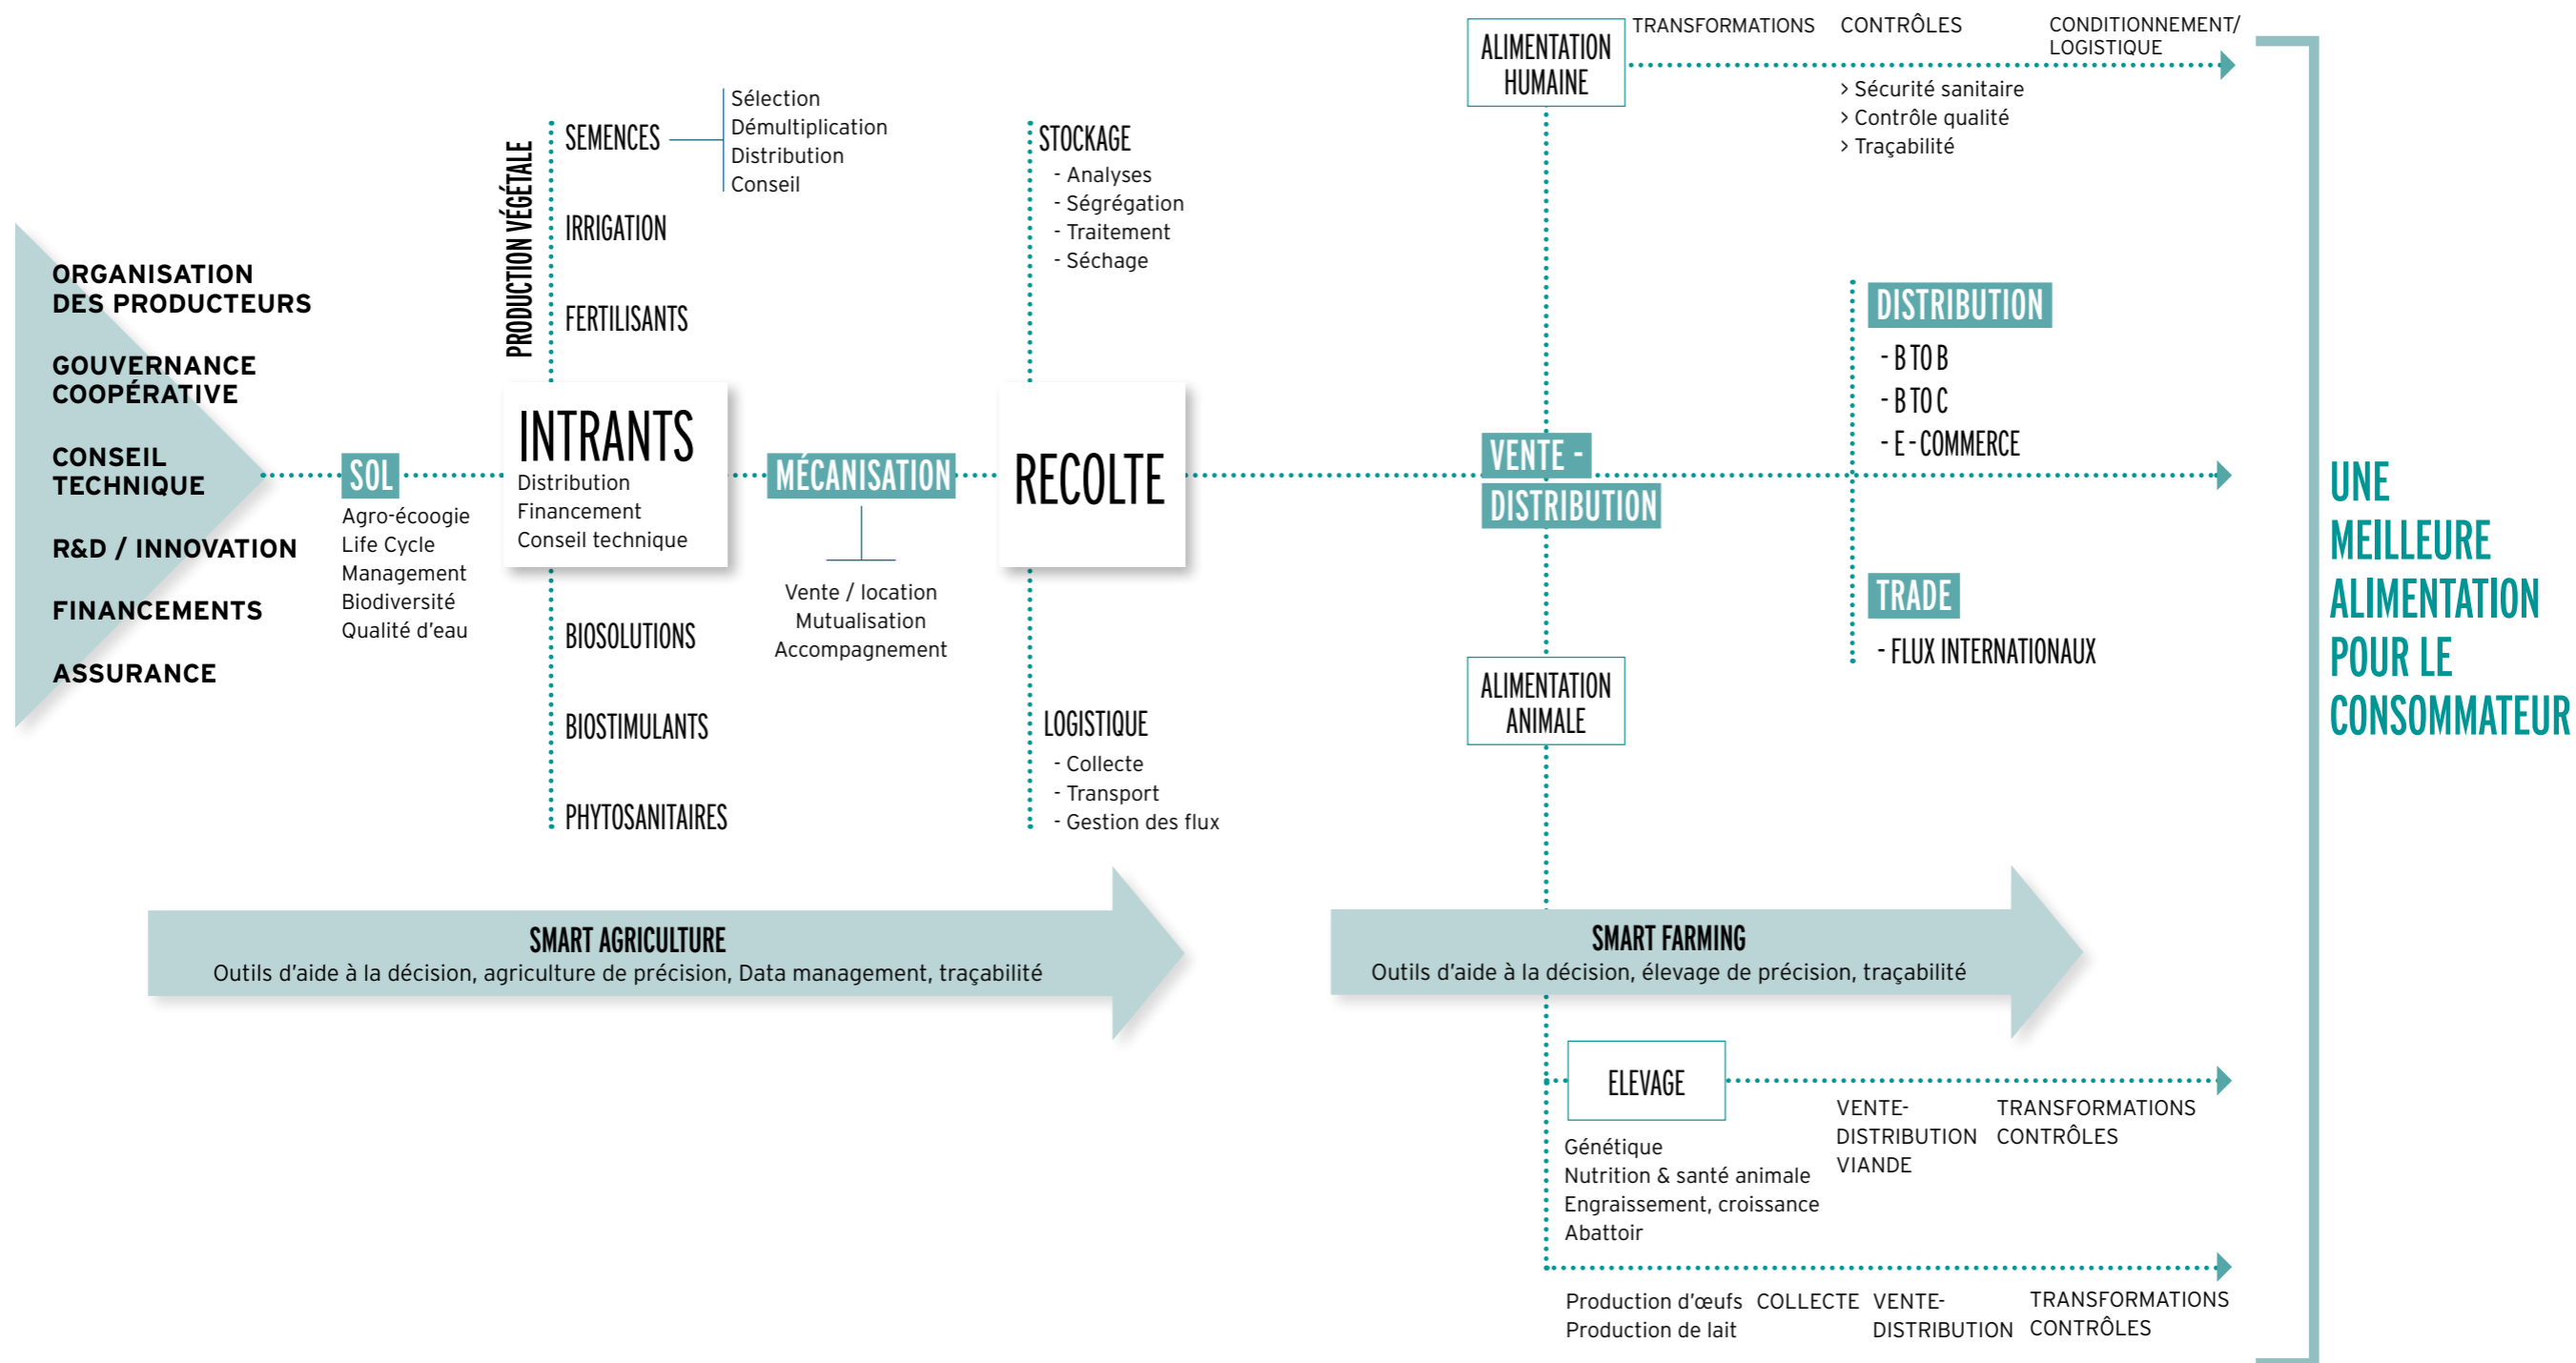 ORGANISATION
DES PRODUCTEURS
GOUVERNANCE
COOPÉRATIVE
CONSEIL
TECHNIQUE
R&D / INNOVATION
FINANCEMENTS
ASSURANCE
SOL
Agro-écoogie
Life Cycle
Management
Biodiversité
Qualité d'eau
PRODUCTION VÉGÉTALE
SEMENCES
Sélection
Démultiplication
Distribution
Conseil
IRRIGATION
FERTILISANTS
INTRANTS
Distribution
Financement
Conseil technique
BIOSOLUTIONS
BIOSTIMULANTS
PHYTOSANITAIRES
MÉCANISATION
Vente / location
Mutualisation
Accompagnement
STOCKAGE
- Analyses
- Ségrégation
- Traitement
- Séchage
RECOLTE
LOGISTIQUE
- Collecte
- Transport
- Gestion des flux
SMART AGRICULTURE
Outils d'aide à la décision, agriculture de précision, Data management, traçabilité
ALIMENTATION
HUMAINE
TRANSFORMATIONS
CONTRÔLES
> Sécurité sanitaire
> Contrôle qualité
> Traçabilité
CONDITIONNEMENT/
LOGISTIQUE
VENTE -
DISTRIBUTION
DISTRIBUTION
- B TO B
- B TO C
- E - COMMERCE
TRADE
- FLUX INTERNATIONAUX
ALIMENTATION
ANIMALE
SMART FARMING
Outils d'aide à la décision, élevage de précision, traçabilité
ELEVAGE
Génétique
Nutrition & santé animale
Engraissement, croissance
Abattoir
VENTE-
DISTRIBUTION
VIANDE
TRANSFORMATIONS
CONTRÔLES
Production d'œufs
Production de lait
COLLECTE
VENTE-
DISTRIBUTION
TRANSFORMATIONS
CONTRÔLES
UNE
MEILLEURE
ALIMENTATION
POUR LE
CONSOMMATEUR